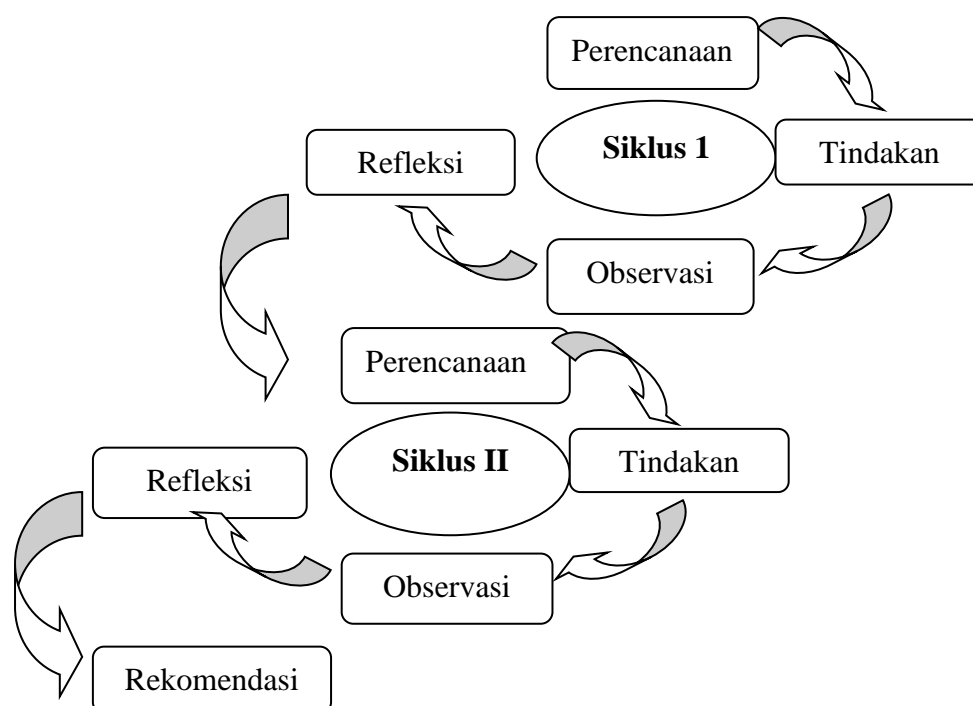 Perencanaan
Siklus 1
Tindakan
Refleksi
Observasi
Perencanaan
Siklus II
Tindakan
Refleksi
Observasi
Rekomendasi